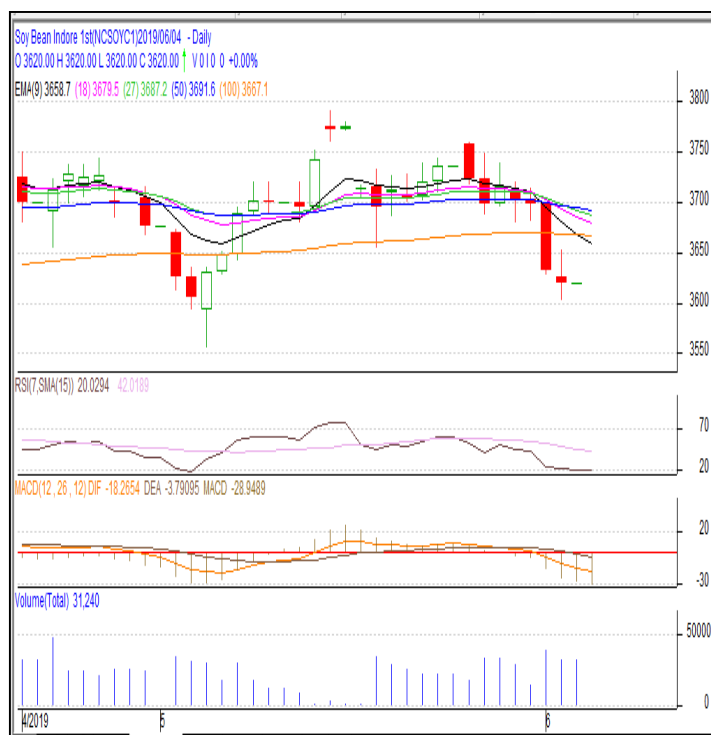 Soy Bean Indore 1st(NCSOYC1)2019/06/04 - Daily
O 3620.00 H 3620.00 L 3620.00 C 3620.00 V 0 I 0 0 +0.00%
EMA(9) 3658.7 (18) 3679.5 (27) 3687.2 (50) 3691.6 (100) 3667.1
3800
3750
3700
3650
3600
3550
RSI(7,SMA(15)) 20.0294 42.0189
70
20
MACD(12 , 26 , 12) DIF -18.2654 DEA -3.79095 MACD -28.9489
20
-30
Volume(Total) 31,240
50000
0
4/2019 5 6